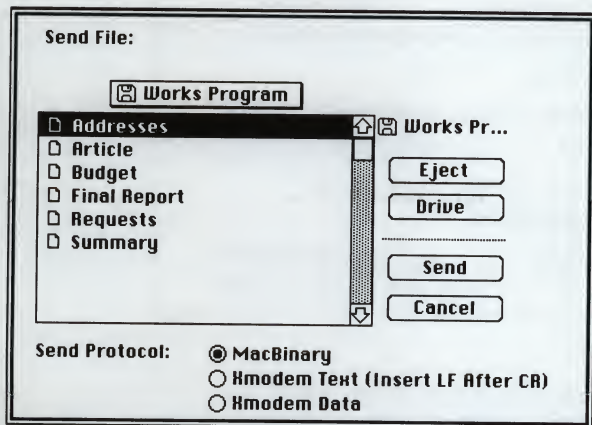 Send File:
Works Program
Addresses
Article
Budget
Final Report
Requests
Summary
Works Pr...
Eject
Drive
Send
Cancel
Send Protocol:
MacBinary
Xmodem Text (Insert LF After CR)
Xmodem Data